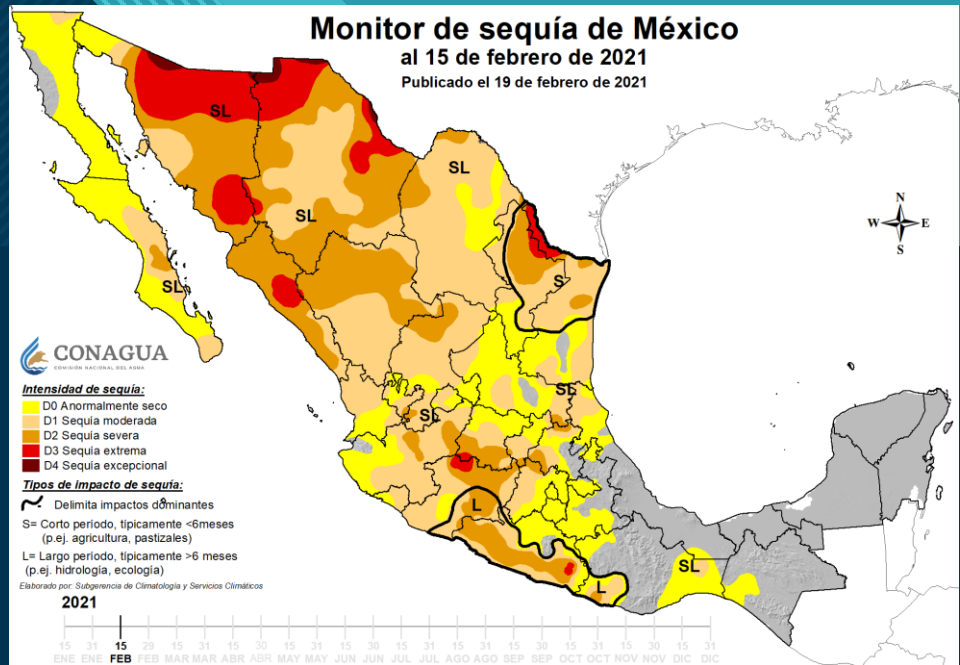 Monitor de sequía de México
al 15 de febrero de 2021
Publicado el 19 de febrero de 2021
SL
SL
SL
N
W E
S
S
SL
SL
SL
L
SL
L
CONAGUA
COMISIÓN NACIONAL DEL AGUA
Intensidad de sequía:
D0 Anormalmente seco
D1 Sequía moderada
D2 Sequía severa
D3 Sequía extrema
D4 Sequía excepcional
Tipos de impacto de sequía:
Delimita impactos dominantes
S= Corto período, típicamente <6meses
(p.ej. agricultura, pastizales)
L= Largo período, típicamente >6 meses
(p.ej. hidrología, ecología)
Elaborado por: Subgerencia de Climatología y Servicios Climáticos
2021
15 31 15 29 15 31 15 30 15 31 15 30 15 31 15 31 15 30 15 31 15 30 15 31
ENE ENE FEB FEB MAR MAR ABR ABR MAY MAY JUN JUN JUL JUL AGO AGO SEP SEP OCT OCT NOV NOV DIC DIC